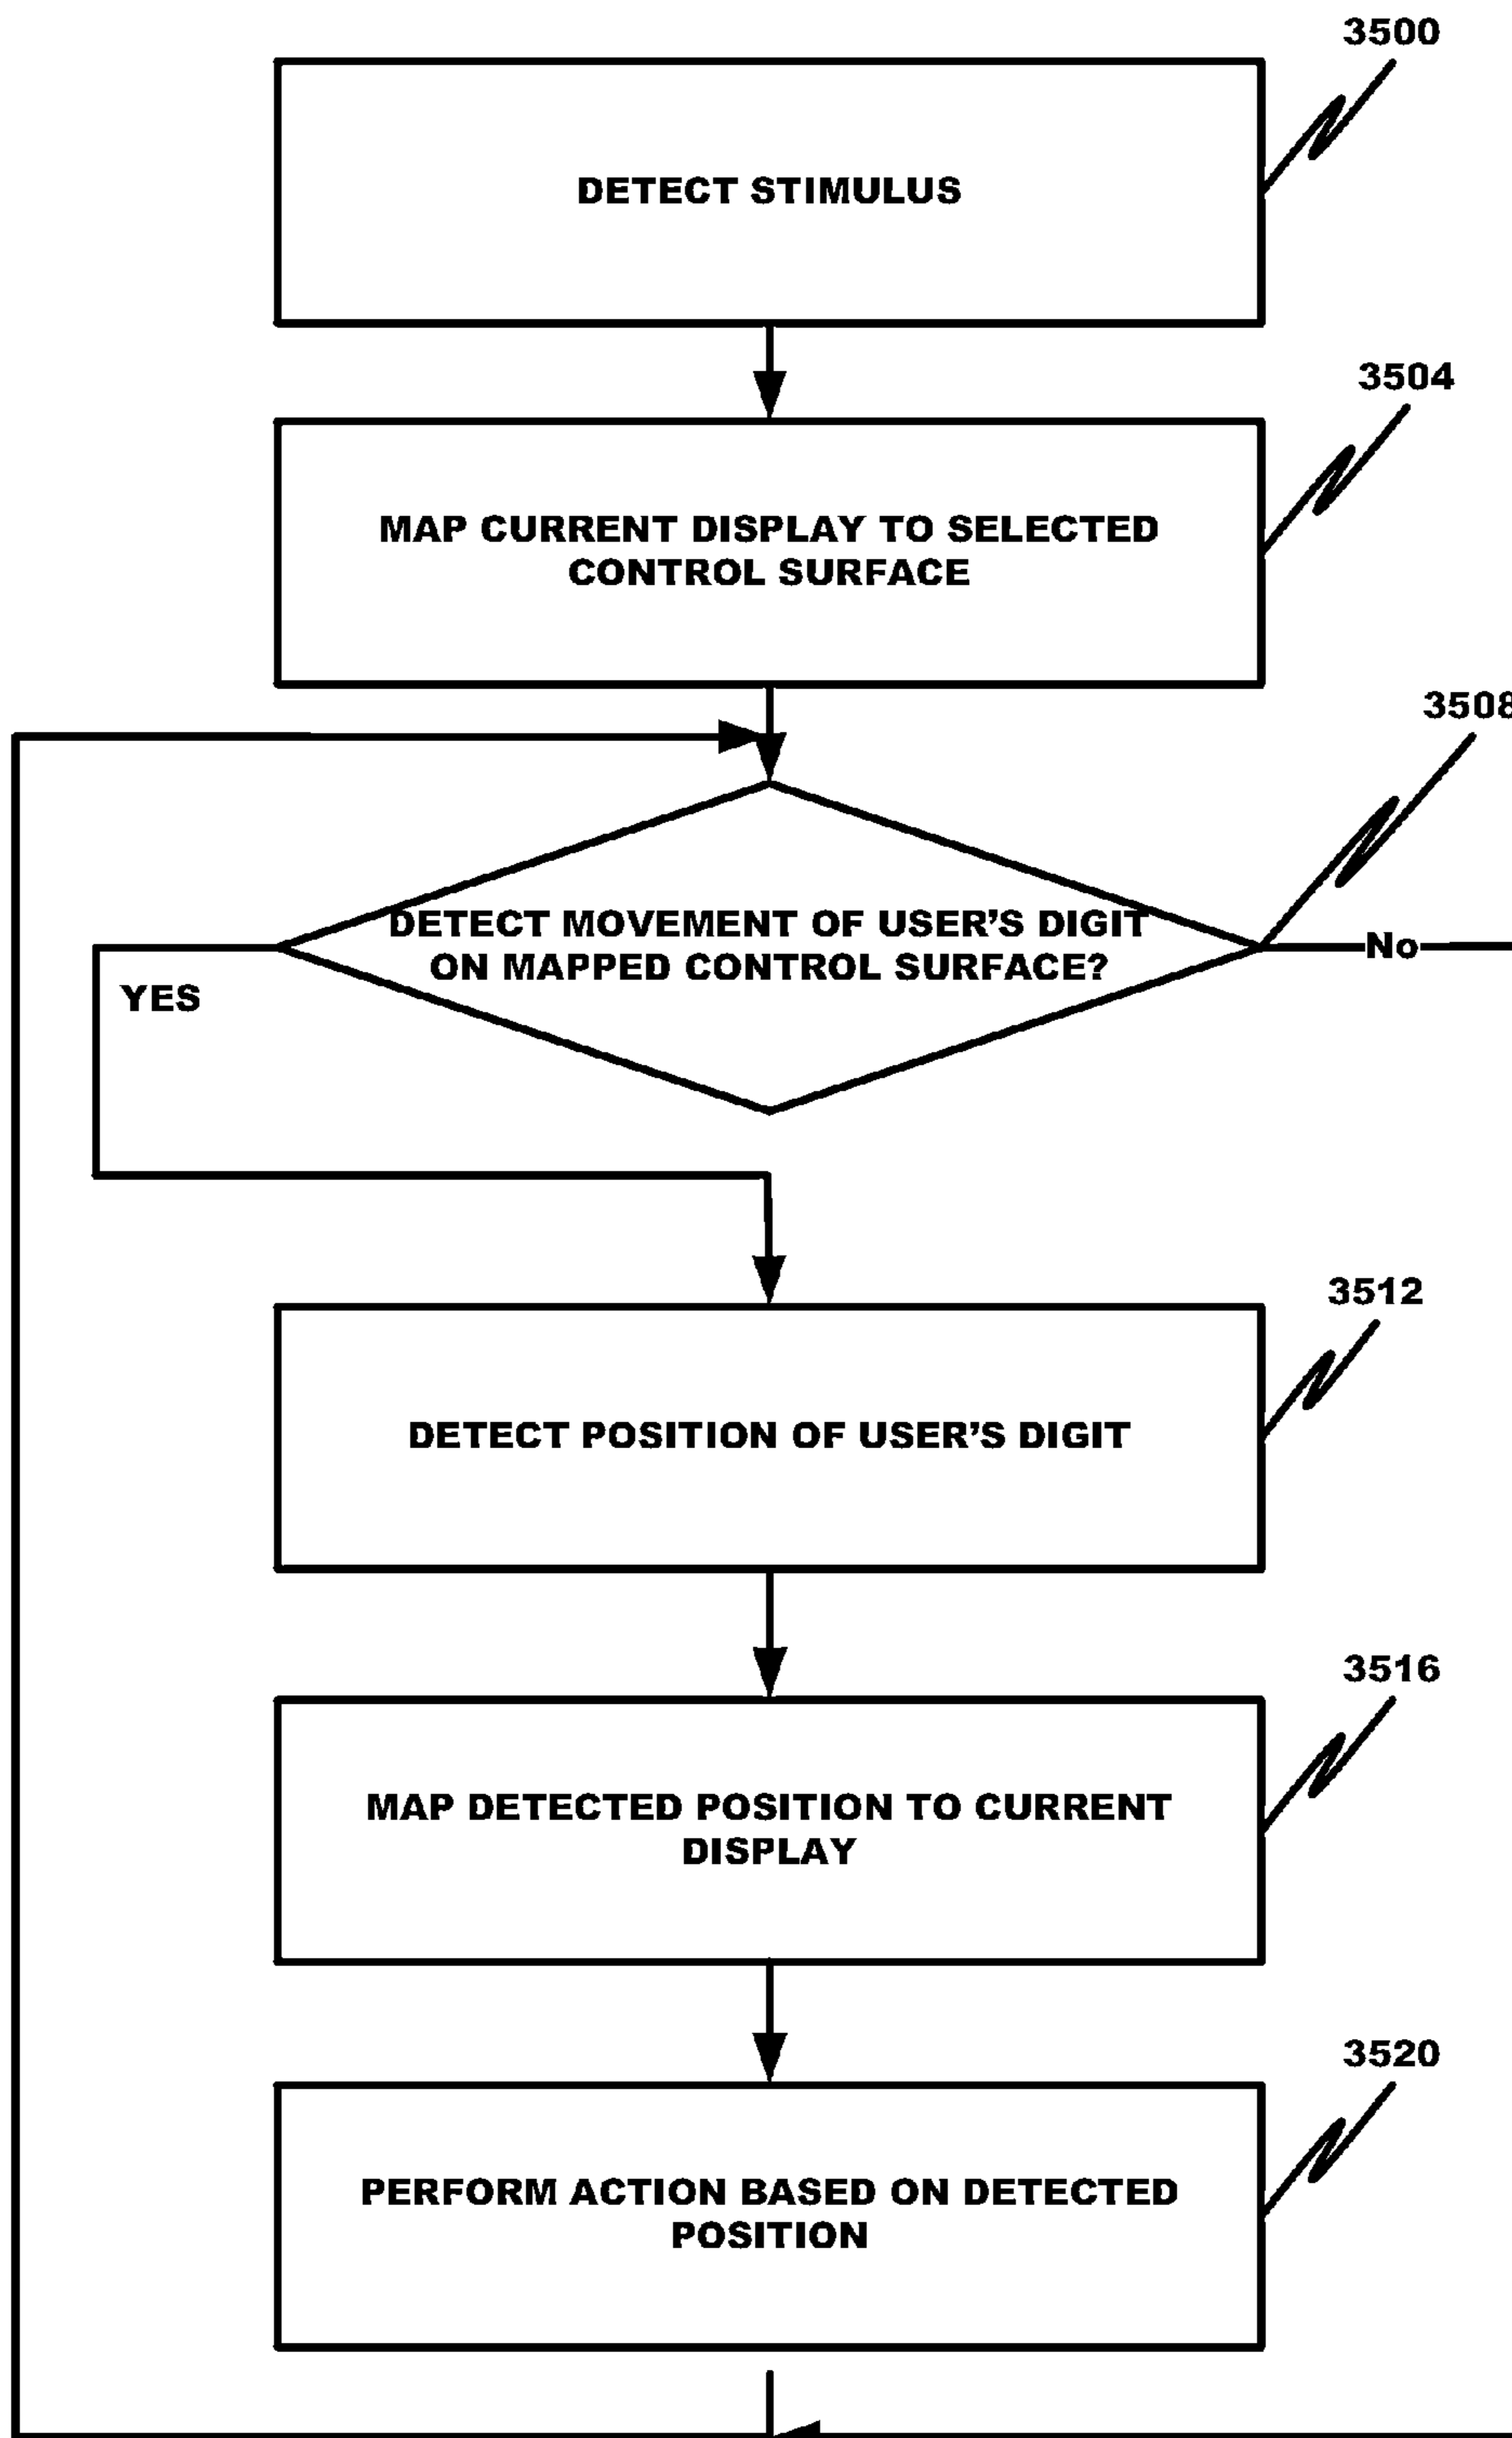 3500
DETECT STIMULUS
3504
MAP CURRENT DISPLAY TO SELECTED
CONTROL SURFACE
3508
DETECT MOVEMENT OF USER'S DIGIT
ON MAPPED CONTROL SURFACE?
No
YES
3512
DETECT POSITION OF USER'S DIGIT
3516
MAP DETECTED POSITION TO CURRENT
DISPLAY
3520
PERFORM ACTION BASED ON DETECTED
POSITION